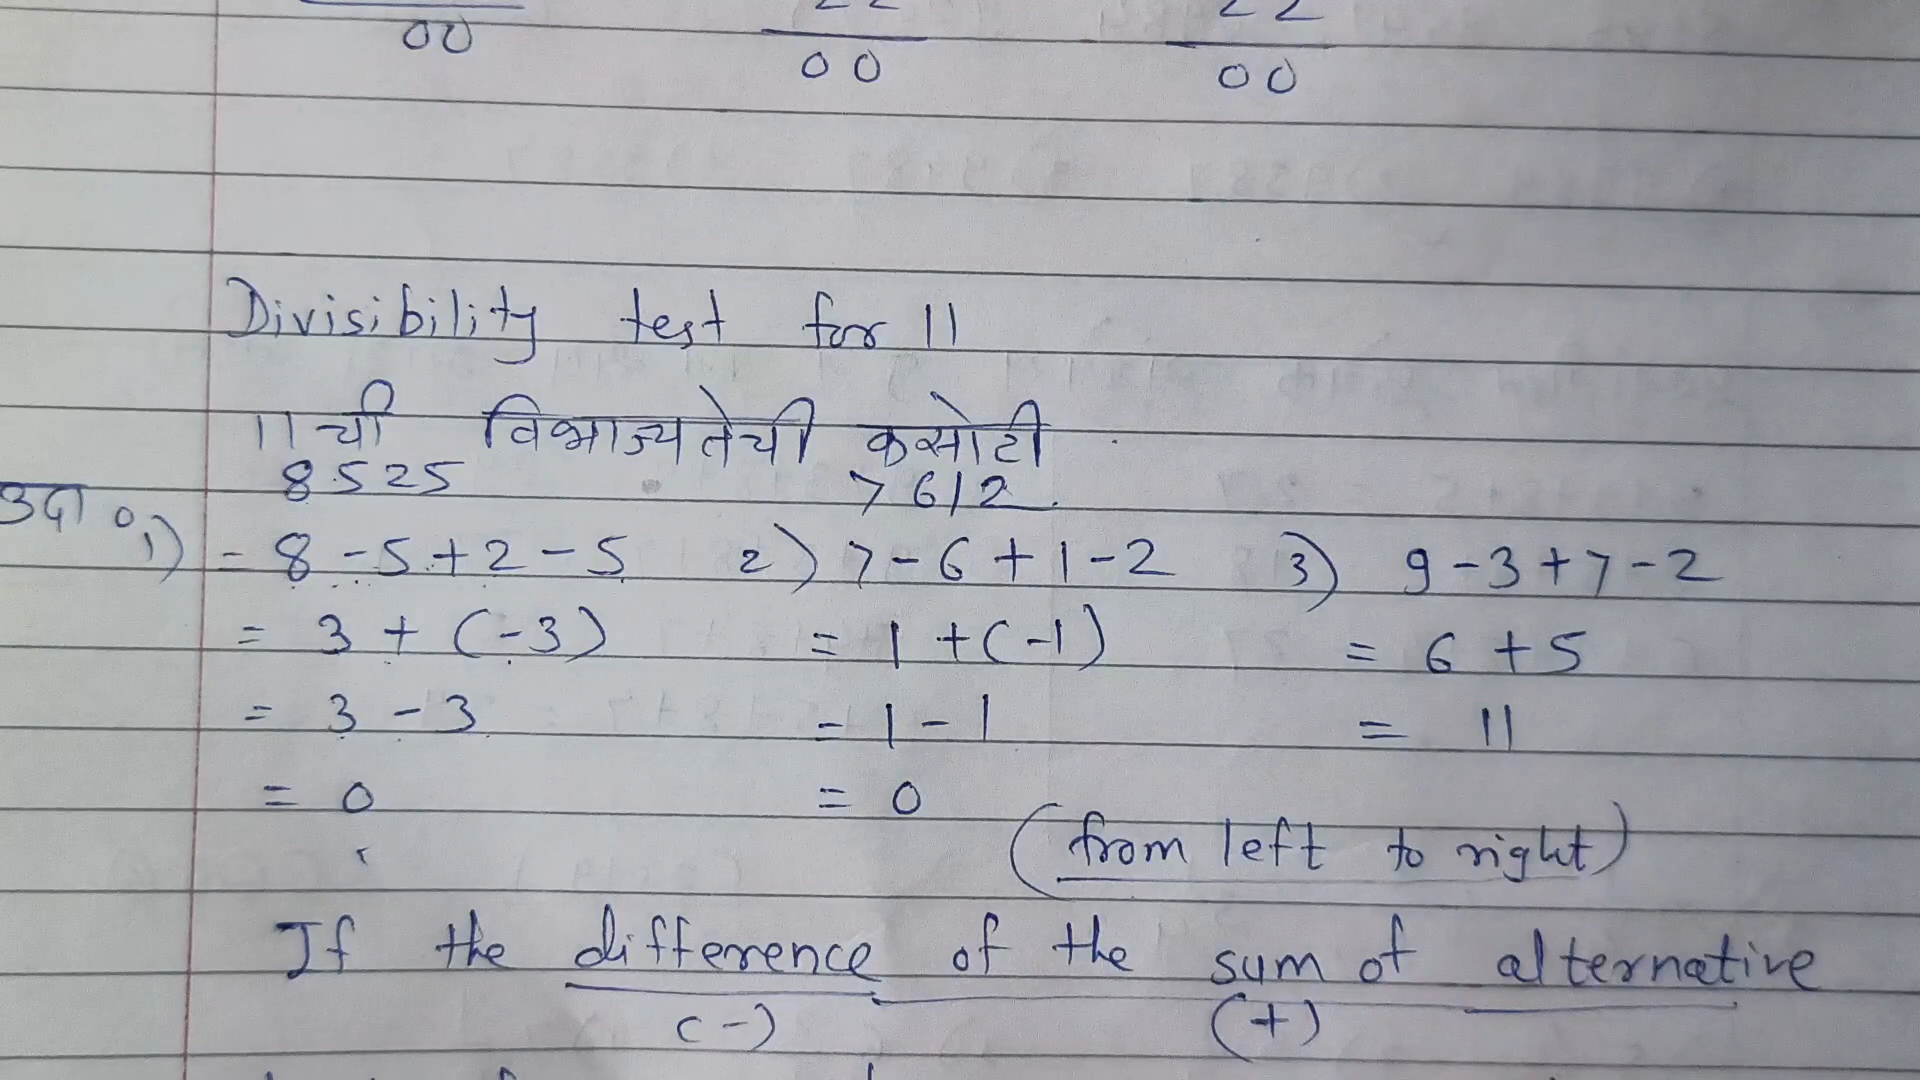 00 00 00
Divisibility test for 11
11ची विभाज्यतेची कसोटी
8525 7612.
उदा० 1) = 8 - 5 + 2 - 5 2) 7 - 6 + 1 - 2 3) 9 - 3 + 7 - 2
= 3 + (-3) = 1 + (-1) = 6 + 5
= 3 - 3 = 1 - 1 = 11
= 0 = 0
(from left to right)
If the difference of the sum of alternative
(-) (+)